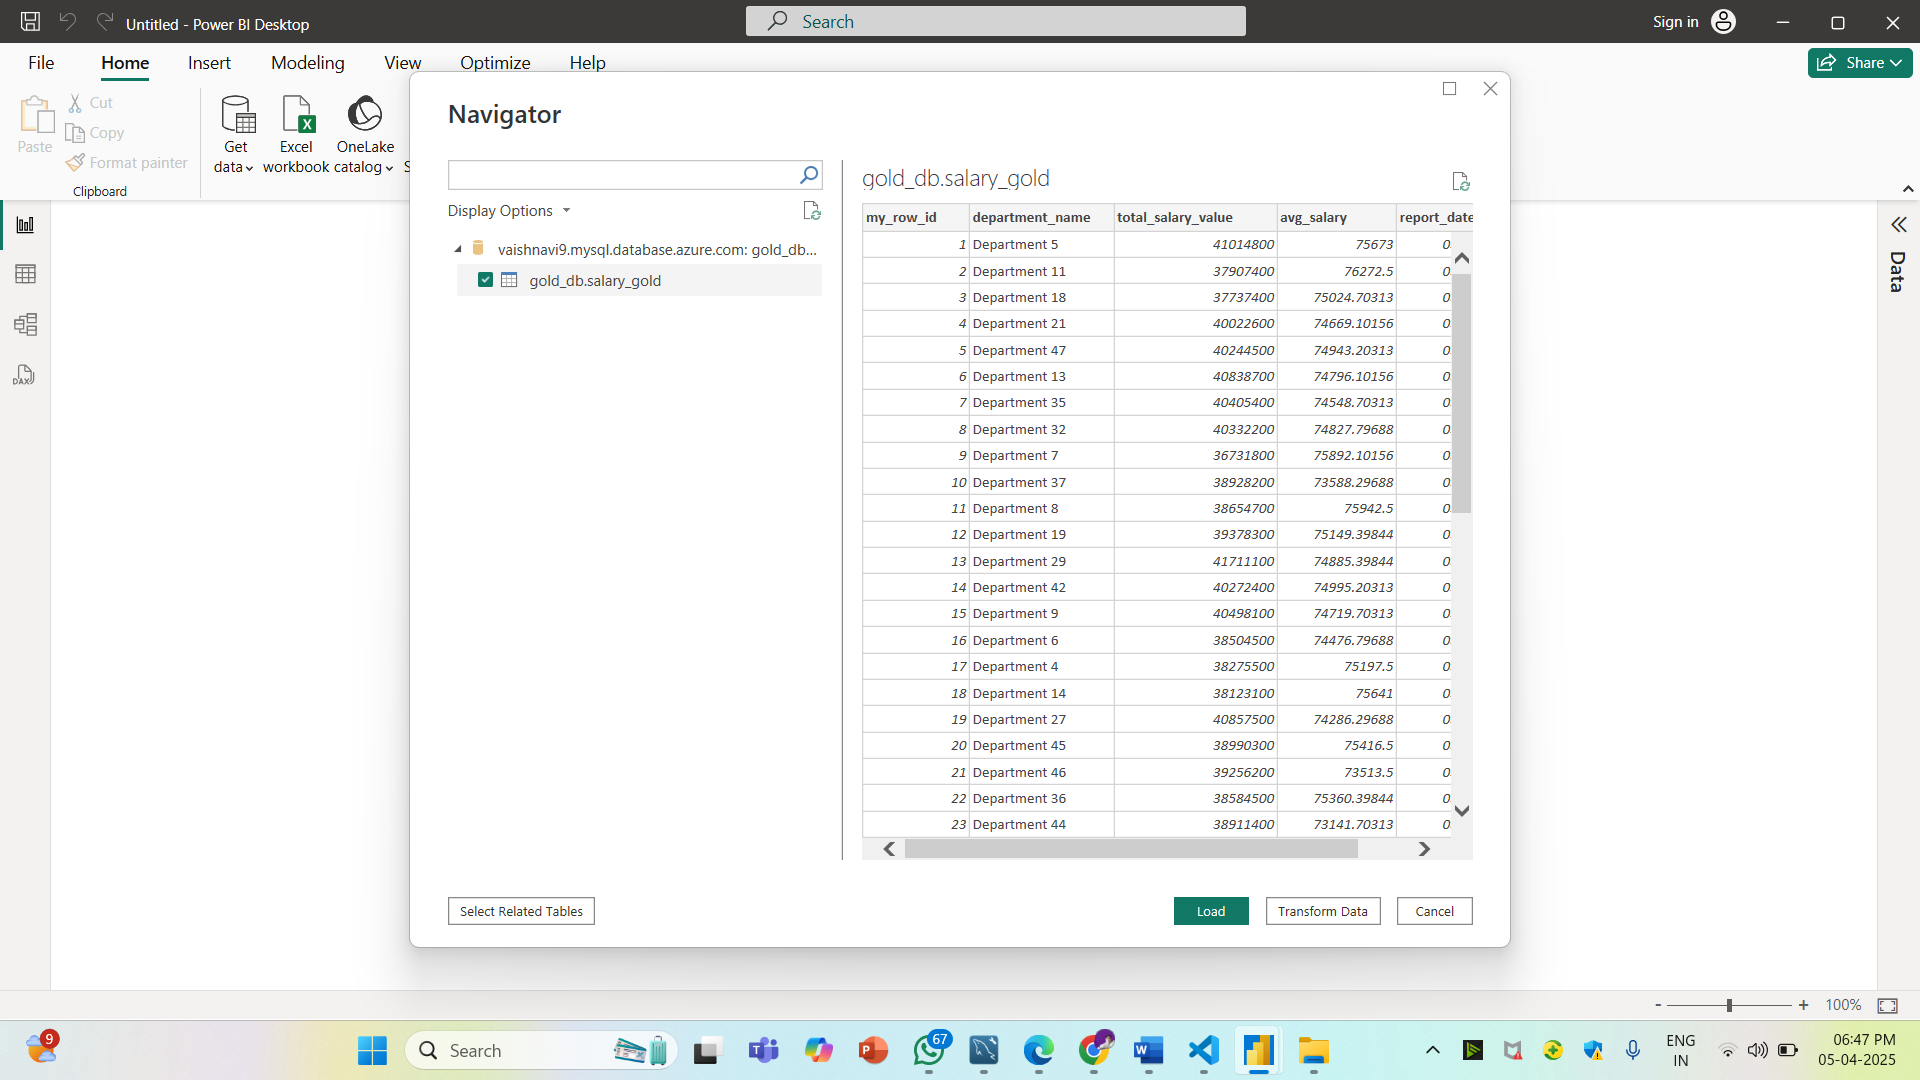 Untitled - Power BI Desktop
Search
Sign in
File
Home
Insert
Modeling
View
Optimize
Help
Share
Paste
Cut
Copy
Format painter
Clipboard
Get data
Excel workbook
OneLake catalog
Navigator
Display Options
vaishnavi9.mysql.database.azure.com: gold_db...
gold_db.salary_gold
gold_db.salary_gold
my_row_id department_name total_salary_value avg_salary report_date
1 Department 5 41014800 75673 0
2 Department 11 37907400 76272.5 0
3 Department 18 37737400 75024.70313 0
4 Department 21 40022600 74669.10156 0
5 Department 47 40244500 74943.20313 0
6 Department 13 40838700 74796.10156 0
7 Department 35 40405400 74548.70313 0
8 Department 32 40332200 74827.79688 0
9 Department 7 36731800 75892.10156 0
10 Department 37 38928200 73588.29688 0
11 Department 8 38654700 75942.5 0
12 Department 19 39378300 75149.39844 0
13 Department 29 41711100 74885.39844 0
14 Department 42 40272400 74995.20313 0
15 Department 9 40498100 74719.70313 0
16 Department 6 38504500 74476.79688 0
17 Department 4 38275500 75197.5 0
18 Department 14 38123100 75641 0
19 Department 27 40857500 74286.29688 0
20 Department 45 38990300 75416.5 0
21 Department 46 39256200 73513.5 0
22 Department 36 38584500 75360.39844 0
23 Department 44 38911400 73141.70313 0
Select Related Tables
Load
Transform Data
Cancel
Data
DAX
- + 100%
9
Search
67
ENG
IN
06:47 PM
05-04-2025